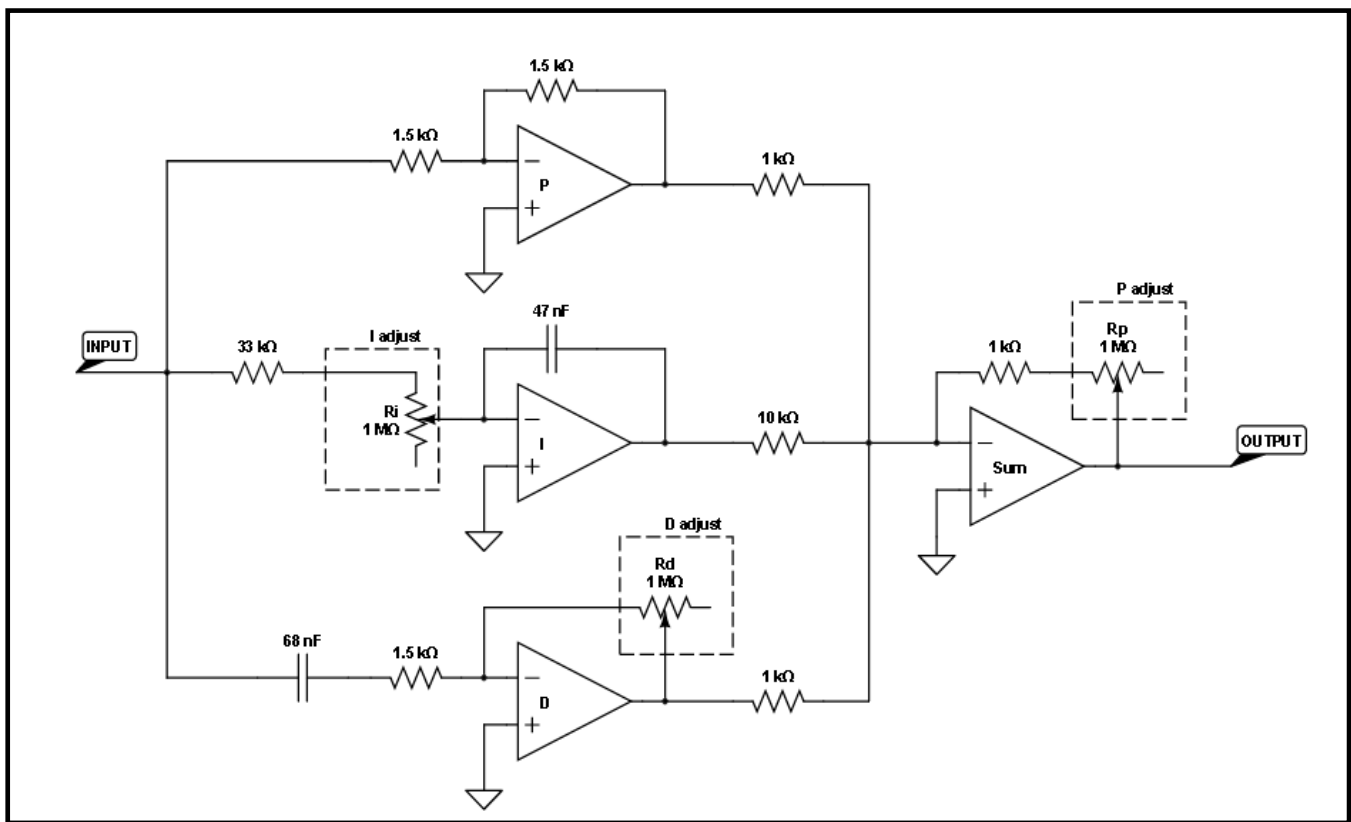 1.5 kΩ
1.5 kΩ
−
P
+
1 kΩ
P adjust
Rp
1 MΩ
1 kΩ
INPUT
33 kΩ
I adjust
Ri
1 MΩ
47 nF
−
I
+
10 kΩ
−
Sum
+
OUTPUT
D adjust
Rd
1 MΩ
68 nF
1.5 kΩ
−
D
+
1 kΩ